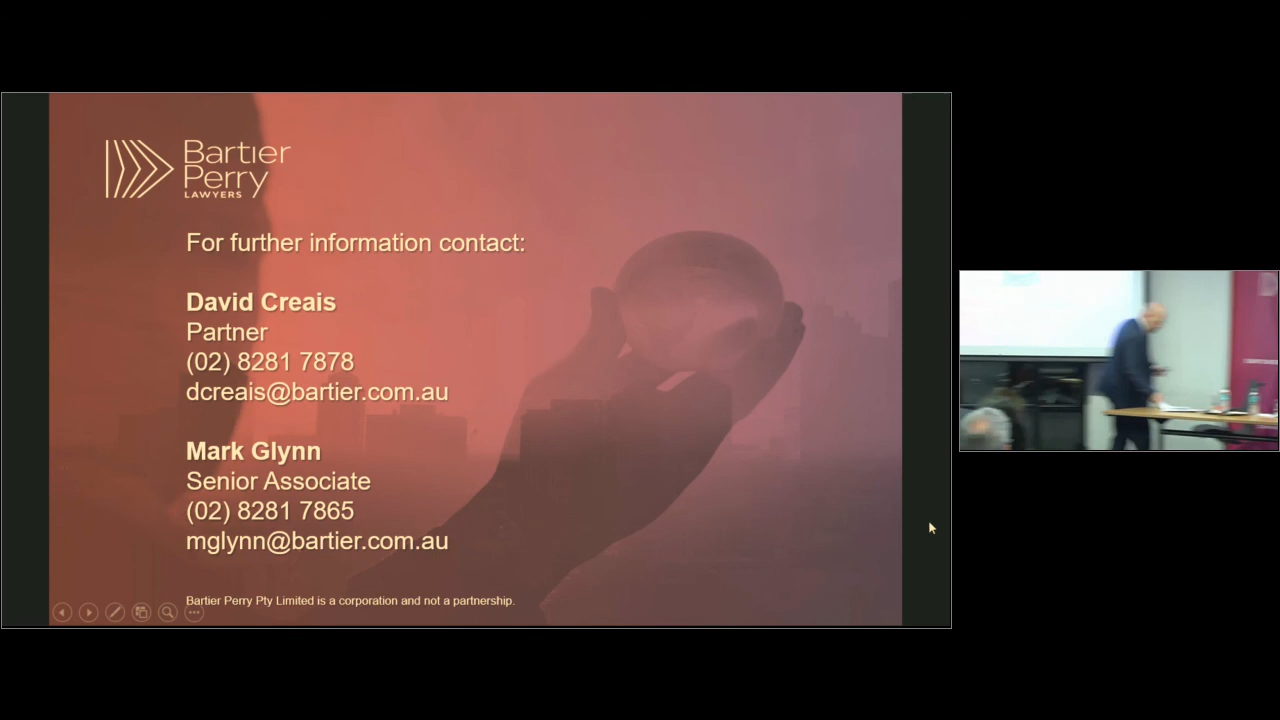 Bartier
Perry
LAWYERS
For further information contact:
David Creais
Partner
(02) 8281 7878
dcreais@bartier.com.au
Mark Glynn
Senior Associate
(02) 8281 7865
mglynn@bartier.com.au
Bartier Perry Pty Limited is a corporation and not a partnership.